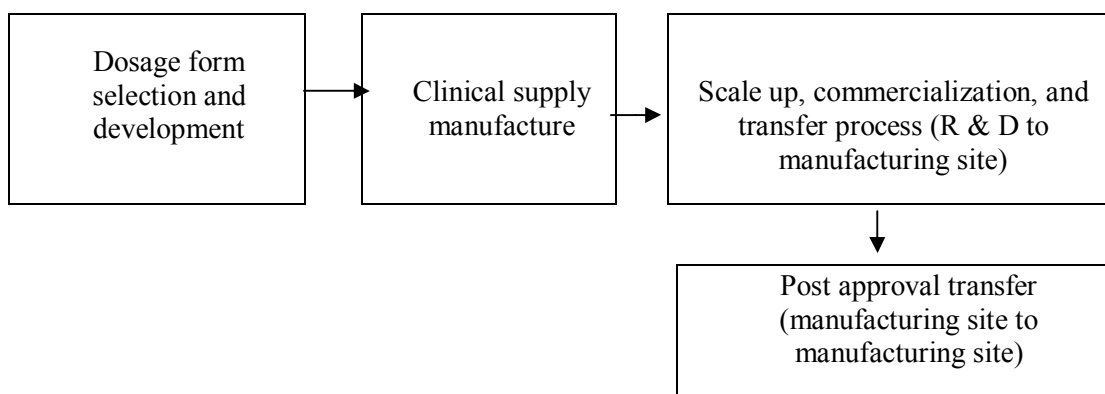 Dosage form
selection and
development
Clinical supply
manufacture
Scale up, commercialization, and
transfer process (R & D to
manufacturing site)
Post approval transfer
(manufacturing site to
manufacturing site)